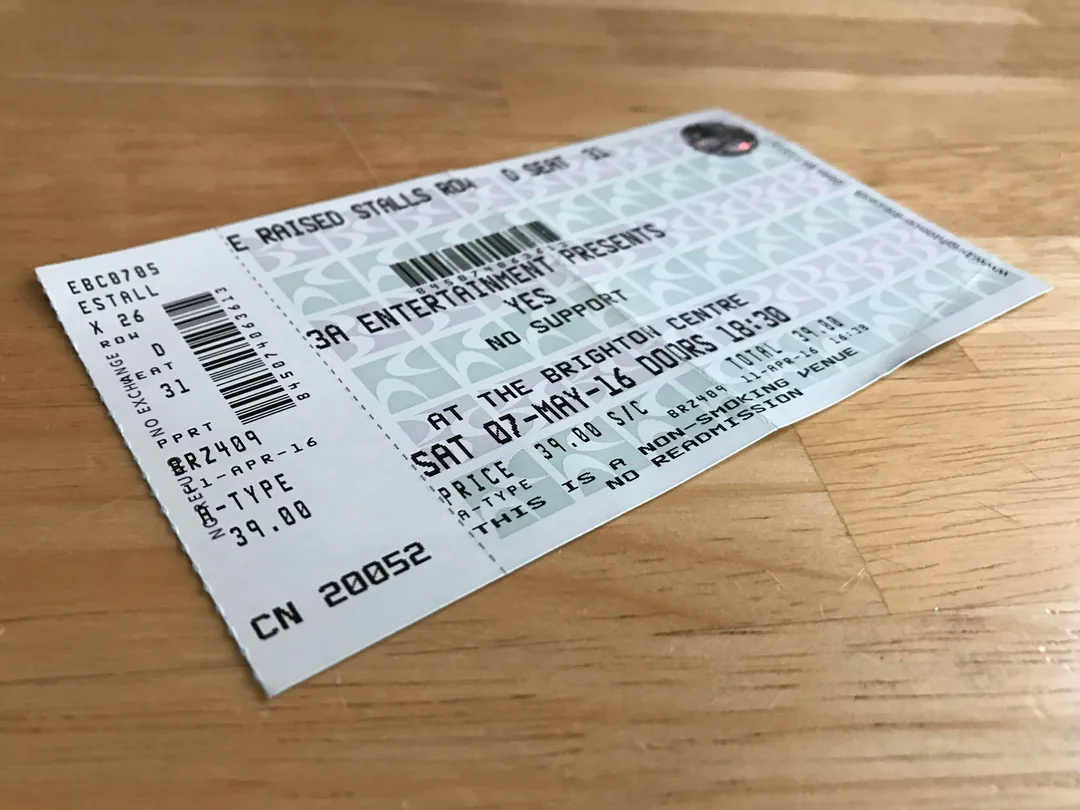 EBC0705
ESTALL
X 26
ROW
D
EAT
31
NO EXCHANGE
PPRT
BRZ409
11-APR-16
A-TYPE
39.00
CN 20052
E RAISED STALLS ROW D SEAT 31
3A ENTERTAINMENT PRESENTS
YES
NO SUPPORT
AT THE BRIGHTON CENTRE
SAT 07-MAY-16 DOORS 18:30
PRICE 39.00 S/C TOTAL 39.00
A-TYPE BRZ409 11-APR-16 16:38
THIS IS A NON-SMOKING VENUE
NO READMISSION